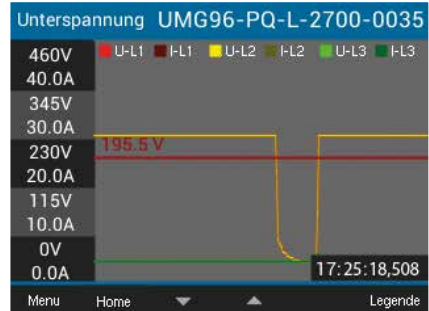 Unterspannung UMG96-PQ-L-2700-0035
U-L1 I-L1 U-L2 I-L2 U-L3 I-L3
460V
40.0A
345V
30.0A
195.5 V
230V
20.0A
115V
10.0A
0V
0.0A
17:25:18,508
Menu Home Legende